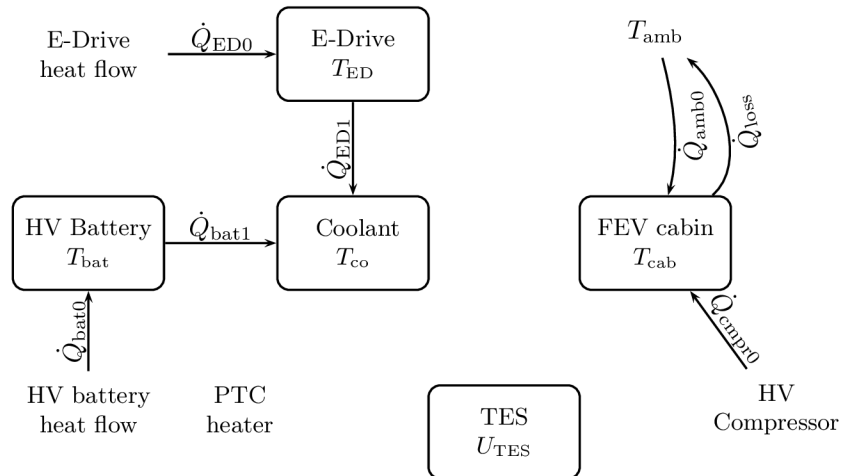 E-Drive
heat flow
Q̇ED0
E-Drive
TED
Tamb
Q̇amb0
Q̇loss
Q̇ED1
HV Battery
Tbat
Q̇bat1
Coolant
Tco
FEV cabin
Tcab
Q̇bat0
Q̇cmpr0
HV battery
heat flow
PTC
heater
TES
UTES
HV
Compressor